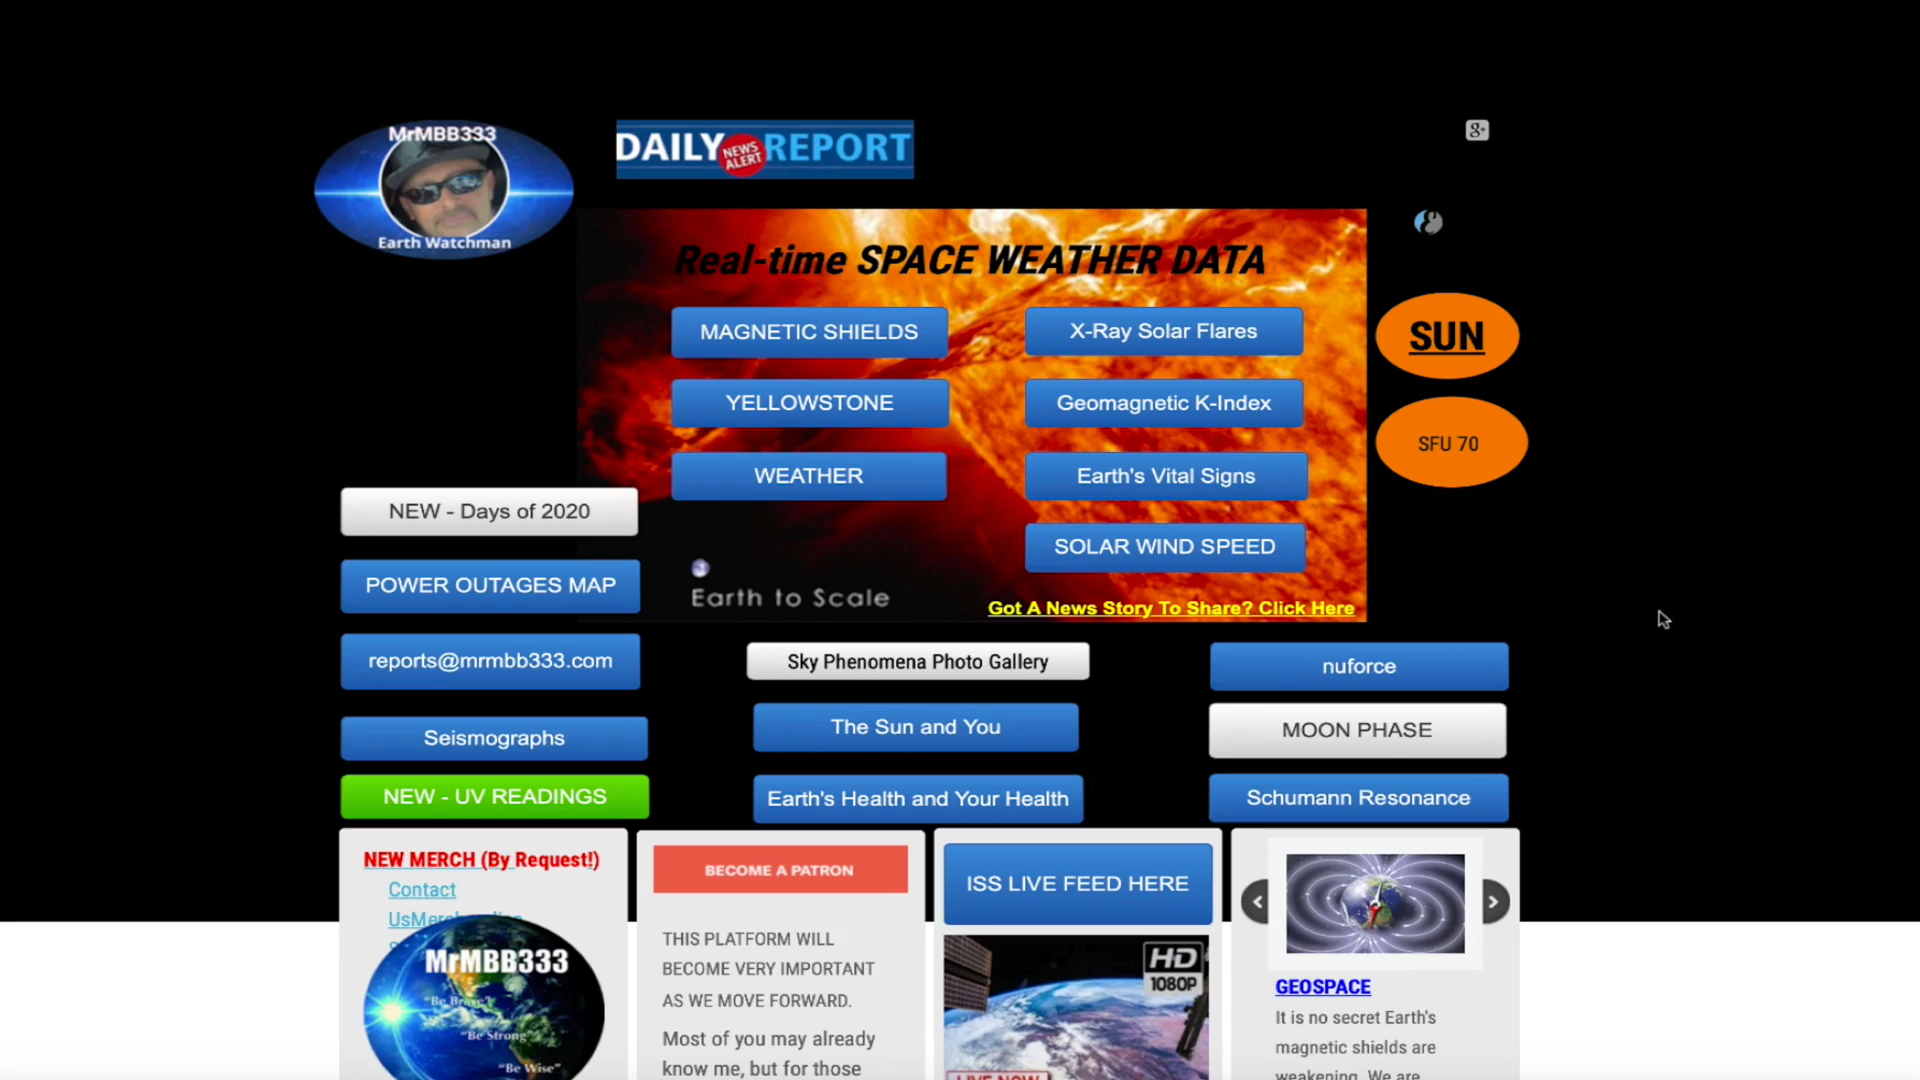 MrMBB333
Earth Watchman
DAILY NEWS ALERT REPORT
g+
Real-time SPACE WEATHER DATA
MAGNETIC SHIELDS
X-Ray Solar Flares
SUN
YELLOWSTONE
Geomagnetic K-Index
SFU 70
WEATHER
Earth's Vital Signs
NEW - Days of 2020
SOLAR WIND SPEED
POWER OUTAGES MAP
Earth to Scale
Got A News Story To Share? Click Here
reports@mrmbb333.com
Sky Phenomena Photo Gallery
nuforce
Seismographs
The Sun and You
MOON PHASE
NEW - UV READINGS
Earth's Health and Your Health
Schumann Resonance
NEW MERCH (By Request!)
Contact
MrMBB333
"Be Brave"
"Be Strong"
"Be Wise"
BECOME A PATRON
THIS PLATFORM WILL
BECOME VERY IMPORTANT
AS WE MOVE FORWARD.
Most of you may already
know me, but for those
ISS LIVE FEED HERE
HD
1080P
LIVE NOW
GEOSPACE
It is no secret Earth's
magnetic shields are
weakening. We are